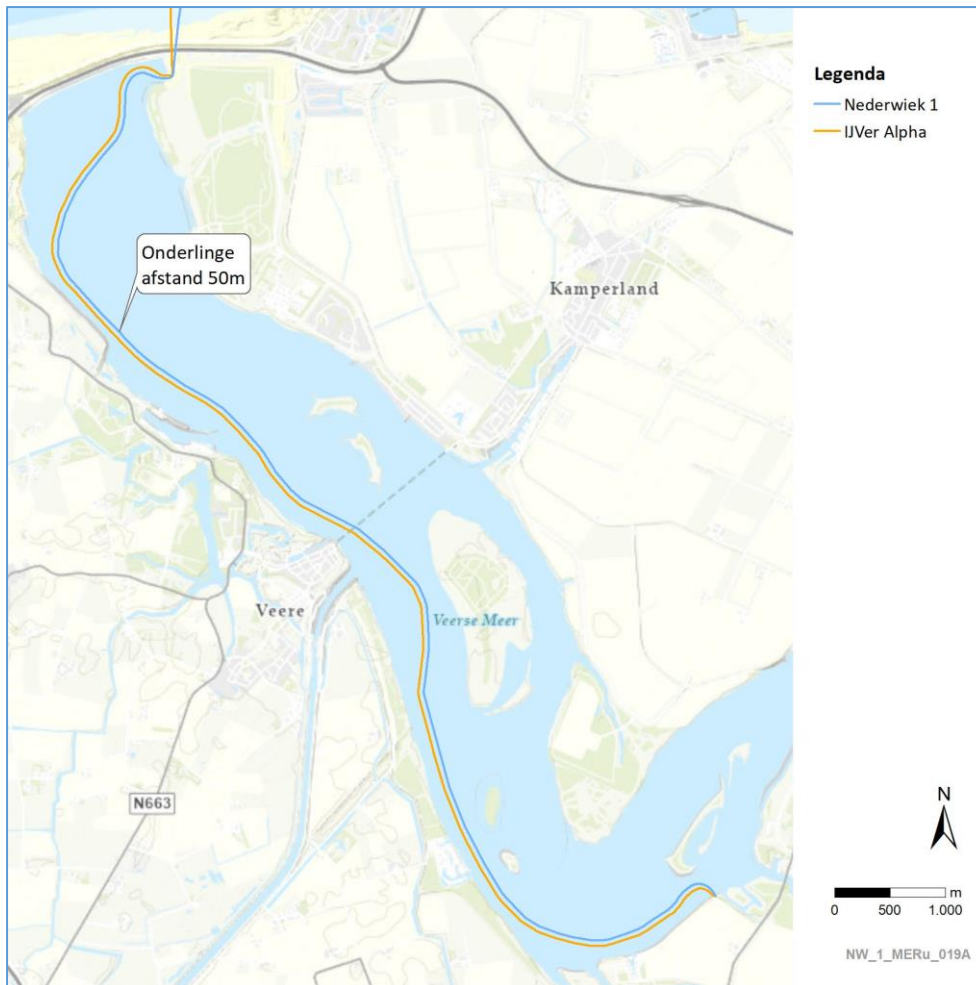 Legenda
Nederwiek 1
IJVer Alpha
Onderlinge
afstand 50m
Kamperland
Veere
Veerse Meer
N663
N
m
0 500 1.000
NW_1_MERu_019A